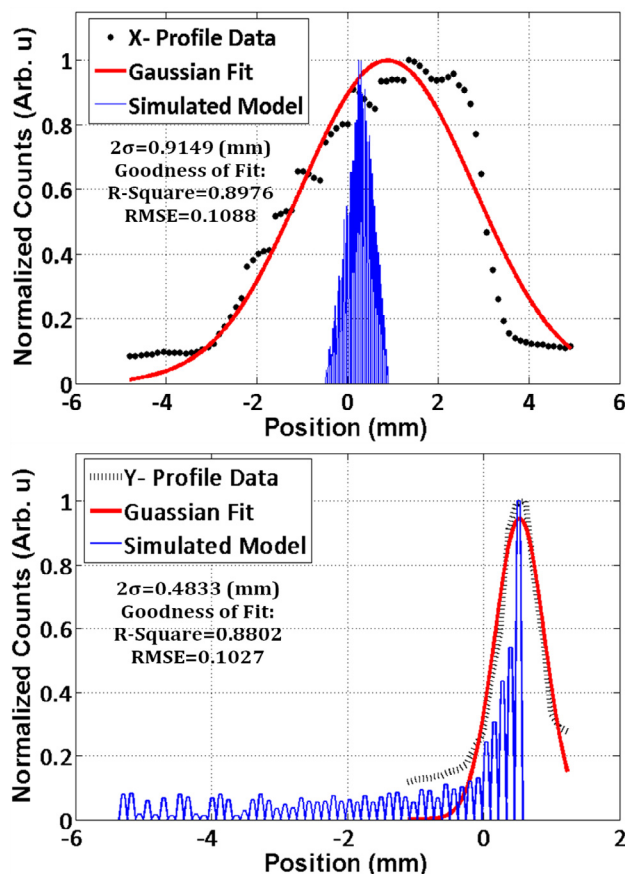 Normalized Counts (Arb. u)
1
0.8
0.6
0.4
0.2
0
X- Profile Data
Gaussian Fit
Simulated Model
2σ=0.9149 (mm)
Goodness of Fit:
R-Square=0.8976
RMSE=0.1088
-6 -4 -2 0 2 4 6
Position (mm)
Normalized Counts (Arb. u)
1
0.8
0.6
0.4
0.2
0
Y- Profile Data
Guassian Fit
Simulated Model
2σ=0.4833 (mm)
Goodness of Fit:
R-Square=0.8802
RMSE=0.1027
-6 -4 -2 0 2
Position (mm)